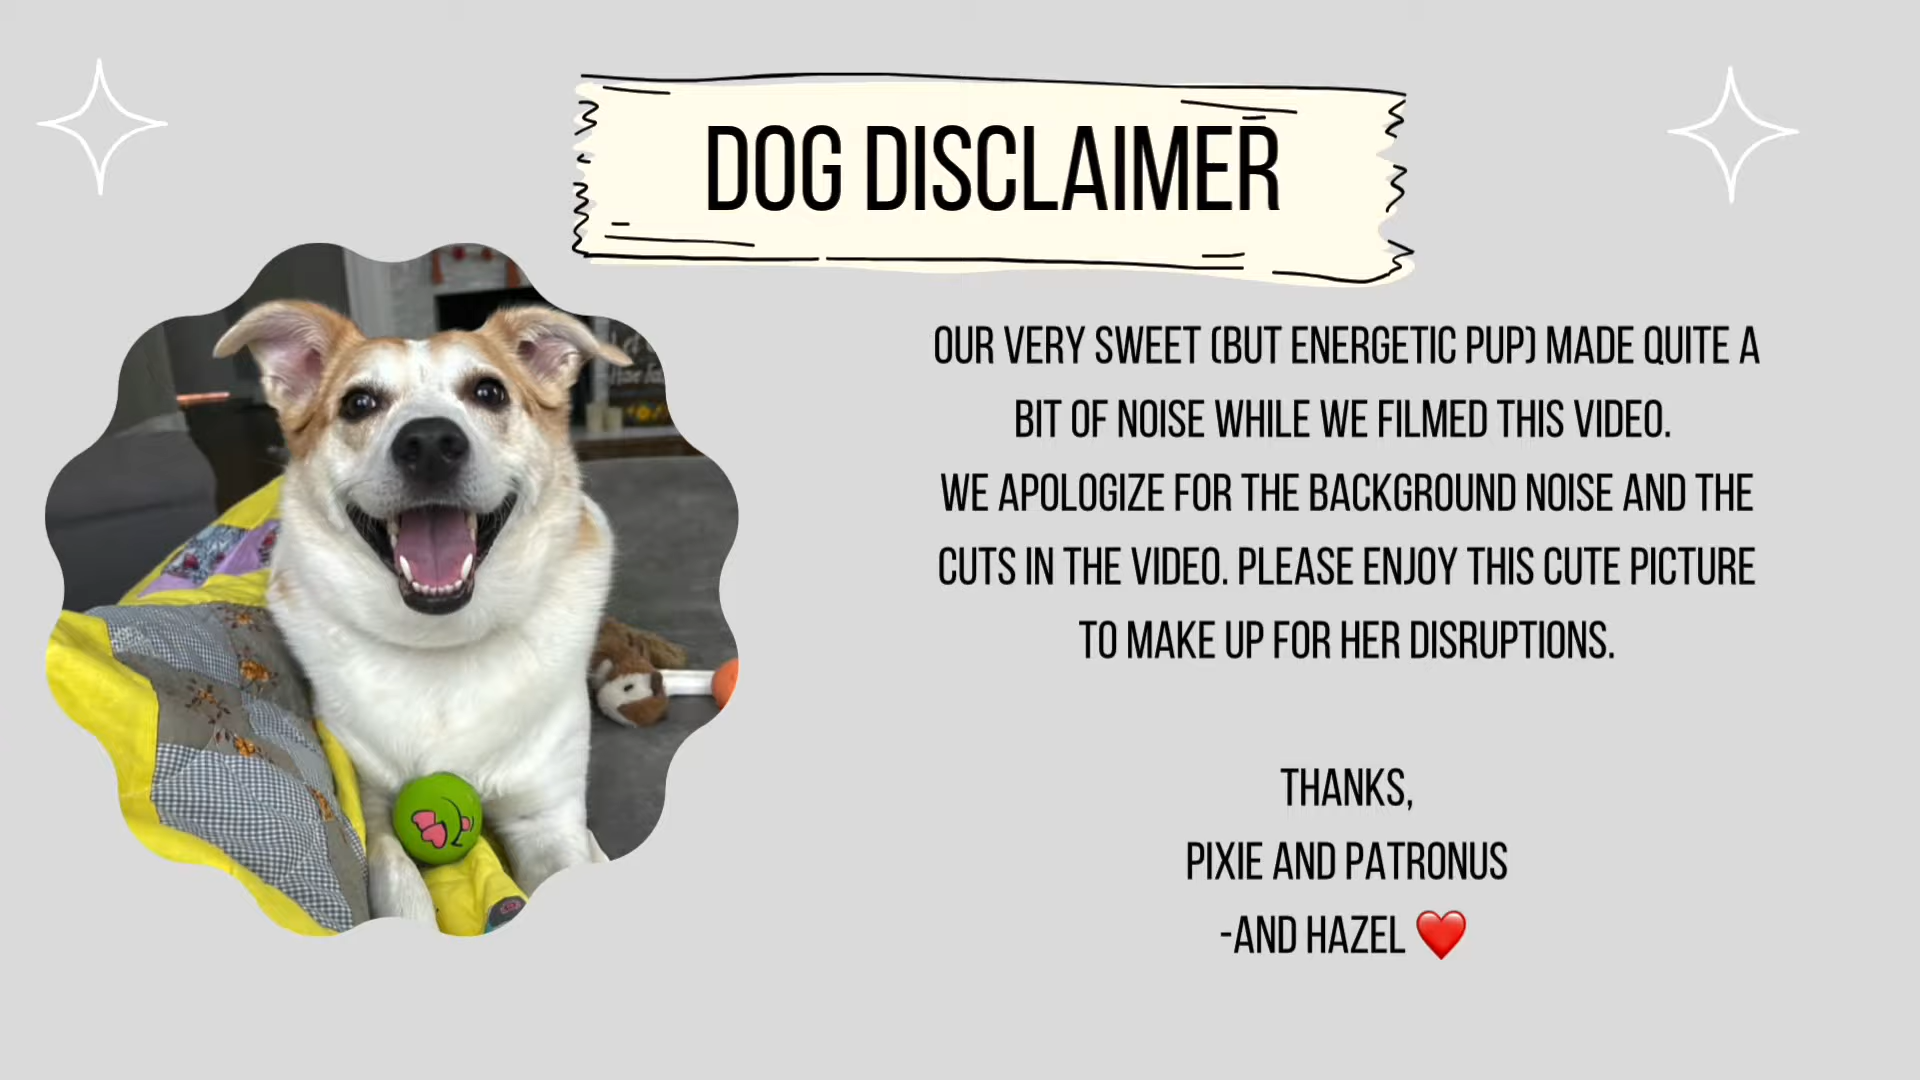 DOG DISCLAIMER
OUR VERY SWEET (BUT ENERGETIC PUP) MADE QUITE A
BIT OF NOISE WHILE WE FILMED THIS VIDEO.
WE APOLOGIZE FOR THE BACKGROUND NOISE AND THE
CUTS IN THE VIDEO. PLEASE ENJOY THIS CUTE PICTURE
TO MAKE UP FOR HER DISRUPTIONS.
THANKS,
PIXIE AND PATRONUS
-AND HAZEL ❤️